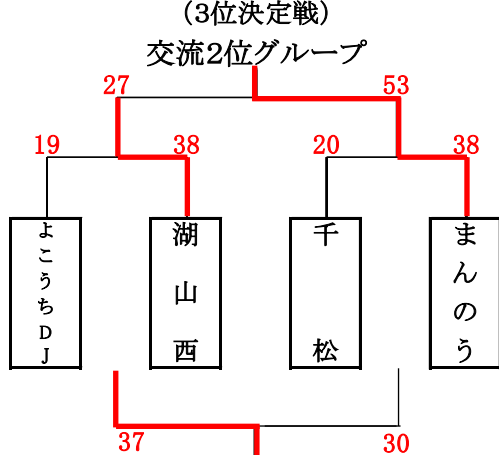 (3位決定戦)
交流2位グループ
27 53
19 38 20 38
よこうちDJ
湖山西
千松
まんのう
37 30